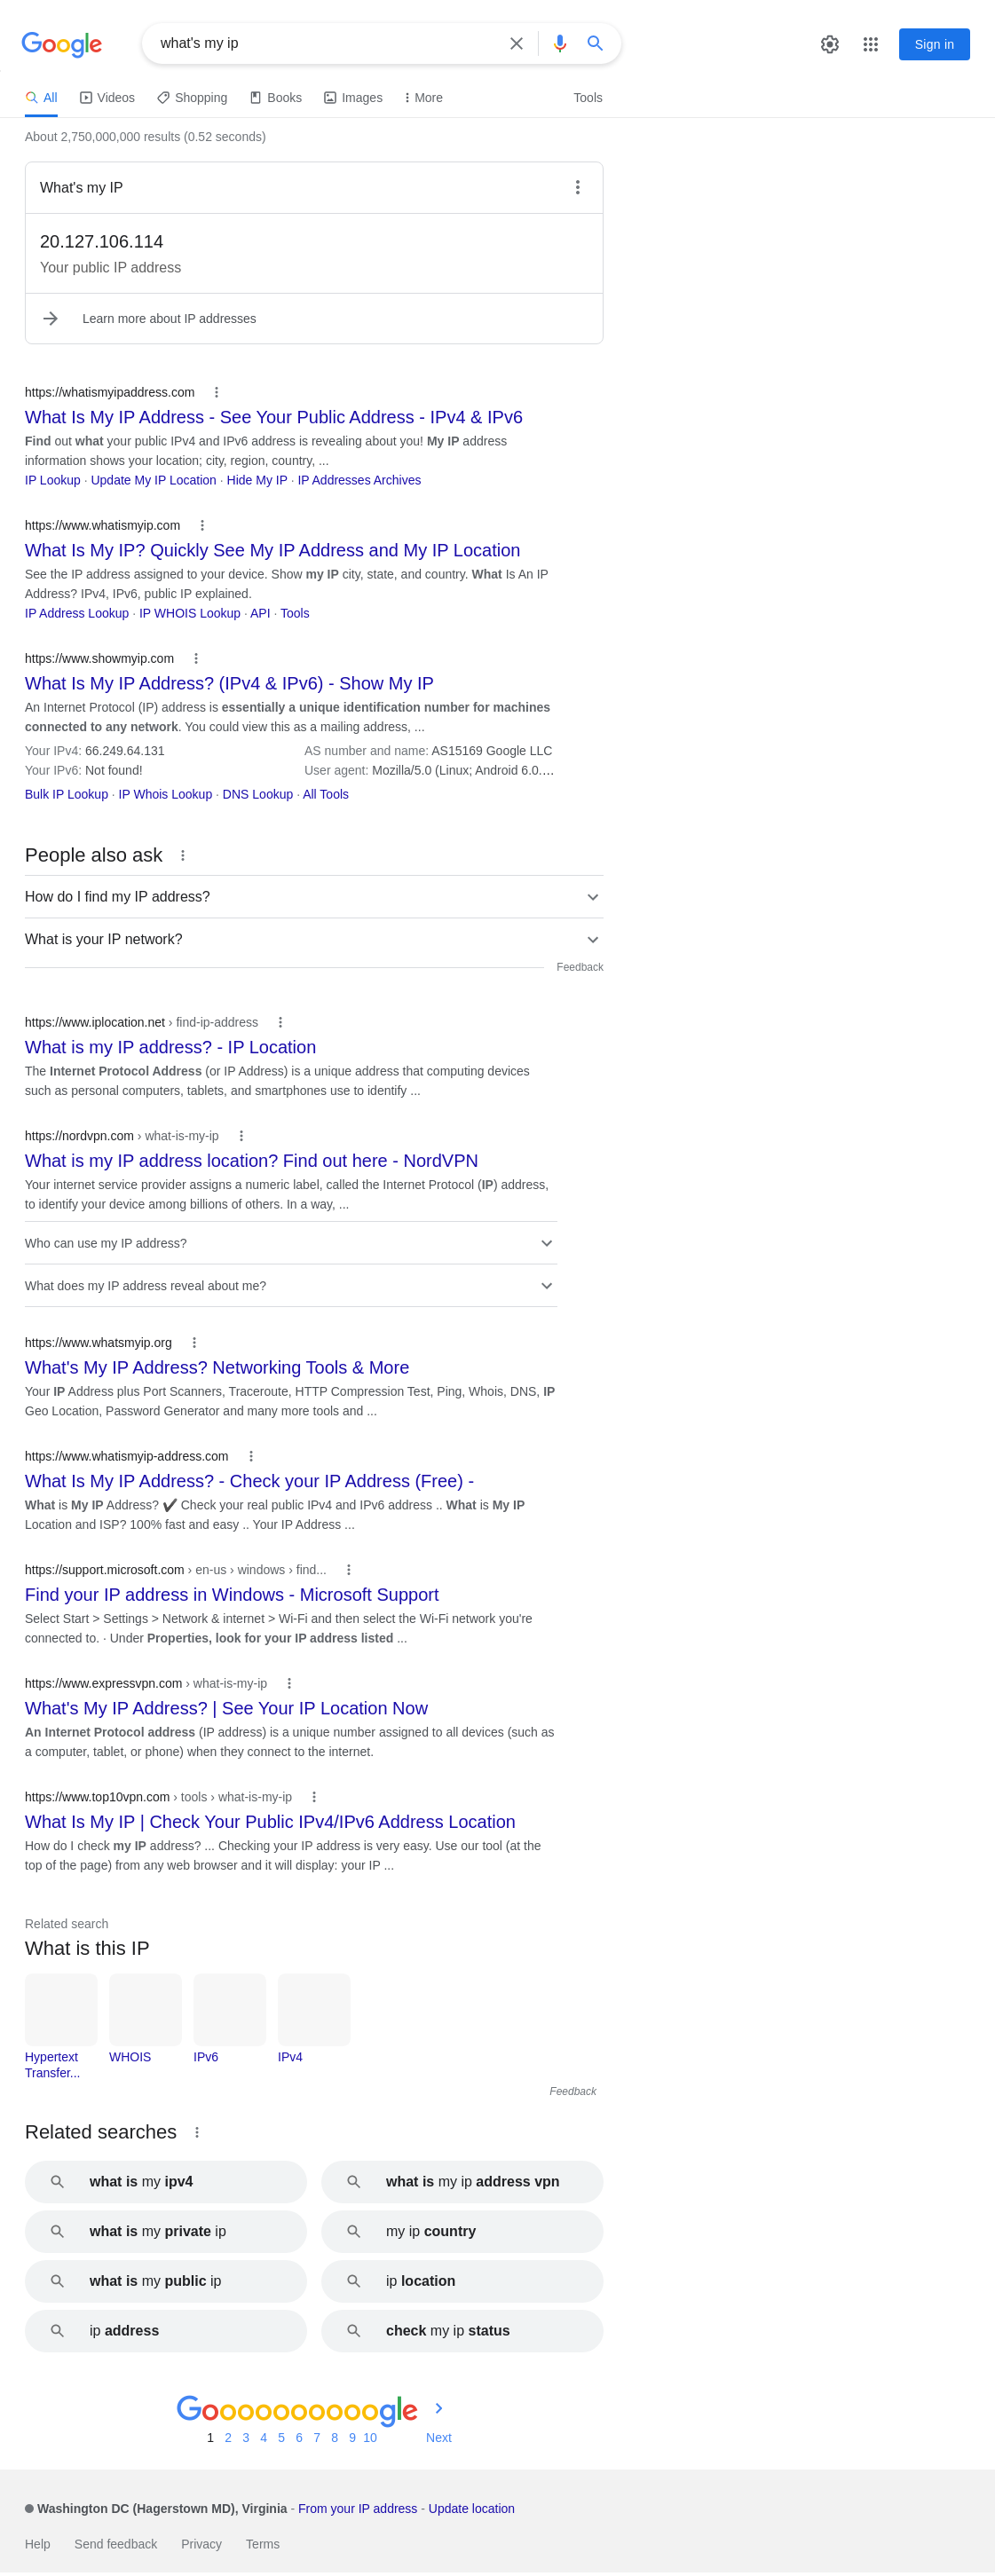 Google
what's my ip
Sign in
All
Videos
Shopping
Books
Images
More
Tools
About 2,750,000,000 results (0.52 seconds)
What's my IP
20.127.106.114
Your public IP address
Learn more about IP addresses
https://whatismyipaddress.com
What Is My IP Address - See Your Public Address - IPv4 & IPv6
Find out what your public IPv4 and IPv6 address is revealing about you! My IP address
information shows your location; city, region, country, ...
IP Lookup · Update My IP Location · Hide My IP · IP Addresses Archives
https://www.whatismyip.com
What Is My IP? Quickly See My IP Address and My IP Location
See the IP address assigned to your device. Show my IP city, state, and country. What Is An IP
Address? IPv4, IPv6, public IP explained.
IP Address Lookup · IP WHOIS Lookup · API · Tools
https://www.showmyip.com
What Is My IP Address? (IPv4 & IPv6) - Show My IP
An Internet Protocol (IP) address is essentially a unique identification number for machines
connected to any network. You could view this as a mailing address, ...
Your IPv4: 66.249.64.131
AS number and name: AS15169 Google LLC
Your IPv6: Not found!
User agent: Mozilla/5.0 (Linux; Android 6.0....
Bulk IP Lookup · IP Whois Lookup · DNS Lookup · All Tools
People also ask
How do I find my IP address?
What is your IP network?
Feedback
https://www.iplocation.net › find-ip-address
What is my IP address? - IP Location
The Internet Protocol Address (or IP Address) is a unique address that computing devices
such as personal computers, tablets, and smartphones use to identify ...
https://nordvpn.com › what-is-my-ip
What is my IP address location? Find out here - NordVPN
Your internet service provider assigns a numeric label, called the Internet Protocol (IP) address,
to identify your device among billions of others. In a way, ...
Who can use my IP address?
What does my IP address reveal about me?
https://www.whatsmyip.org
What's My IP Address? Networking Tools & More
Your IP Address plus Port Scanners, Traceroute, HTTP Compression Test, Ping, Whois, DNS, IP
Geo Location, Password Generator and many more tools and ...
https://www.whatismyip-address.com
What Is My IP Address? - Check your IP Address (Free) -
What is My IP Address? ✔️ Check your real public IPv4 and IPv6 address .. What is My IP
Location and ISP? 100% fast and easy .. Your IP Address ...
https://support.microsoft.com › en-us › windows › find...
Find your IP address in Windows - Microsoft Support
Select Start > Settings > Network & internet > Wi-Fi and then select the Wi-Fi network you're
connected to. · Under Properties, look for your IP address listed ...
https://www.expressvpn.com › what-is-my-ip
What's My IP Address? | See Your IP Location Now
An Internet Protocol address (IP address) is a unique number assigned to all devices (such as
a computer, tablet, or phone) when they connect to the internet.
https://www.top10vpn.com › tools › what-is-my-ip
What Is My IP | Check Your Public IPv4/IPv6 Address Location
How do I check my IP address? ... Checking your IP address is very easy. Use our tool (at the
top of the page) from any web browser and it will display: your IP ...
Related search
What is this IP
Hypertext
Transfer...
WHOIS
IPv6
IPv4
Feedback
Related searches
what is my ipv4
what is my ip address vpn
what is my private ip
my ip country
what is my public ip
ip location
ip address
check my ip status
Goooooooooogle
1 2 3 4 5 6 7 8 9 10 Next
Washington DC (Hagerstown MD), Virginia - From your IP address - Update location
Help
Send feedback
Privacy
Terms